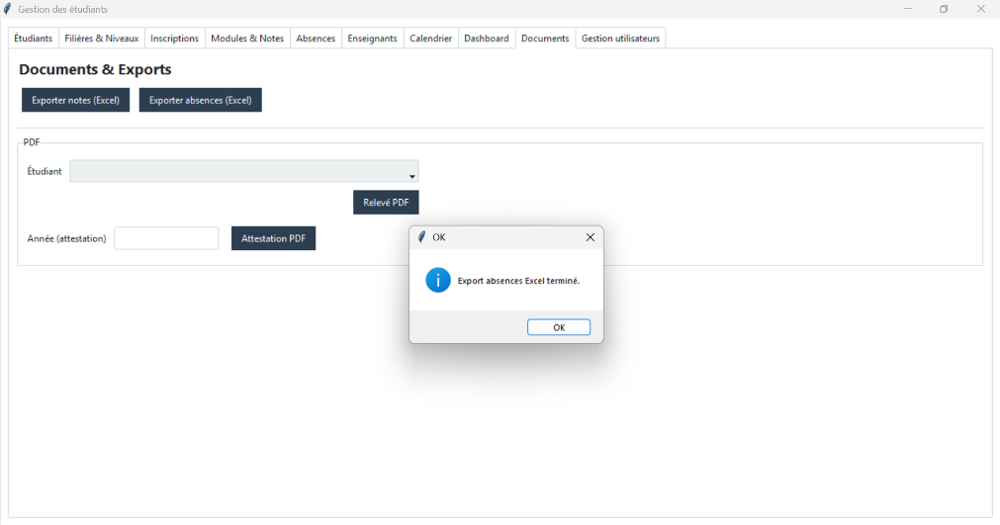 Gestion des étudiants
Étudiants Filières & Niveaux Inscriptions Modules & Notes Absences Enseignants Calendrier Dashboard Documents Gestion utilisateurs
Documents & Exports
Exporter notes (Excel) Exporter absences (Excel)
PDF
Étudiant
Relevé PDF
Année (attestation) Attestation PDF
OK
Export absences Excel terminé.
OK